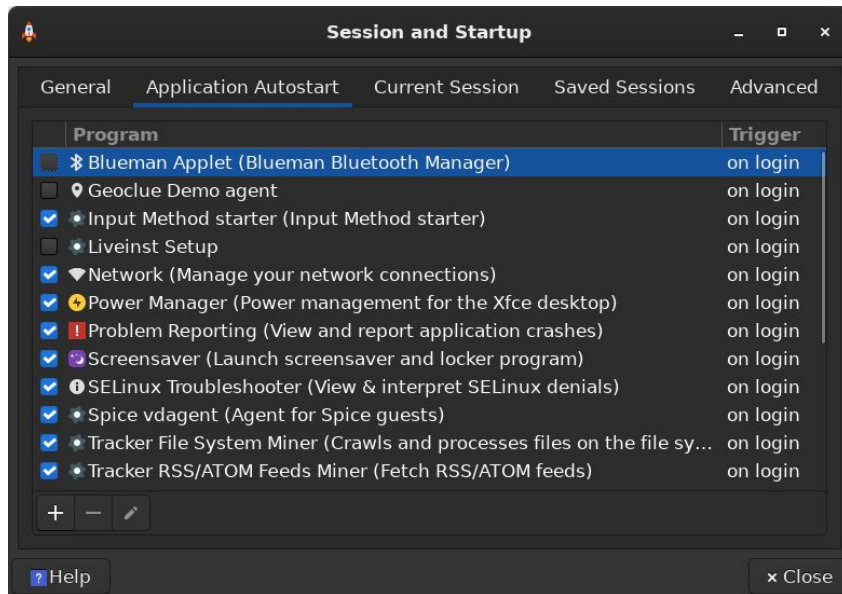 Session and Startup
General Application Autostart Current Session Saved Sessions Advanced
Program Trigger
Blueman Applet (Blueman Bluetooth Manager) on login
Geoclue Demo agent on login
Input Method starter (Input Method starter) on login
Liveinst Setup on login
Network (Manage your network connections) on login
Power Manager (Power management for the Xfce desktop) on login
Problem Reporting (View and report application crashes) on login
Screensaver (Launch screensaver and locker program) on login
SELinux Troubleshooter (View & interpret SELinux denials) on login
Spice vdagent (Agent for Spice guests) on login
Tracker File System Miner (Crawls and processes files on the file sy... on login
Tracker RSS/ATOM Feeds Miner (Fetch RSS/ATOM feeds) on login
Help Close